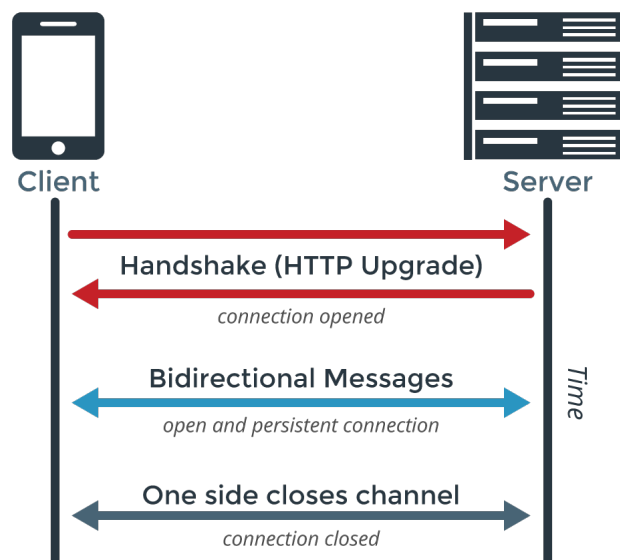 Client
Server
Handshake (HTTP Upgrade)
connection opened
Bidirectional Messages
Time
open and persistent connection
One side closes channel
connection closed